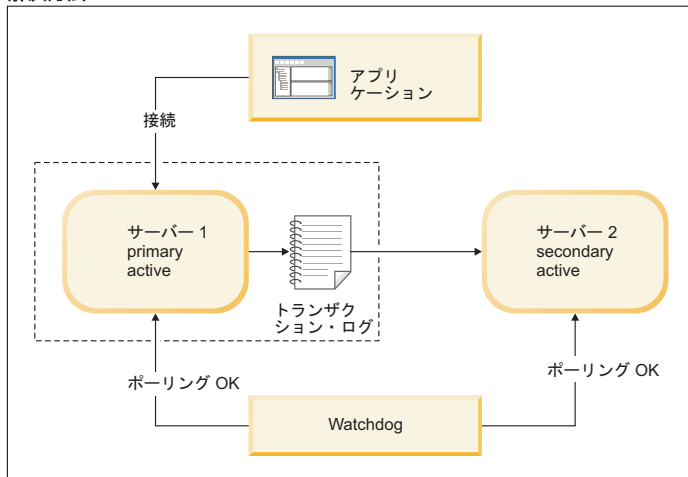 アプリ
ケーション
接続
サーバー 1
primary
active
サーバー 2
secondary
active
トランザク
ション・ログ
ポーリング OK
ポーリング OK
Watchdog